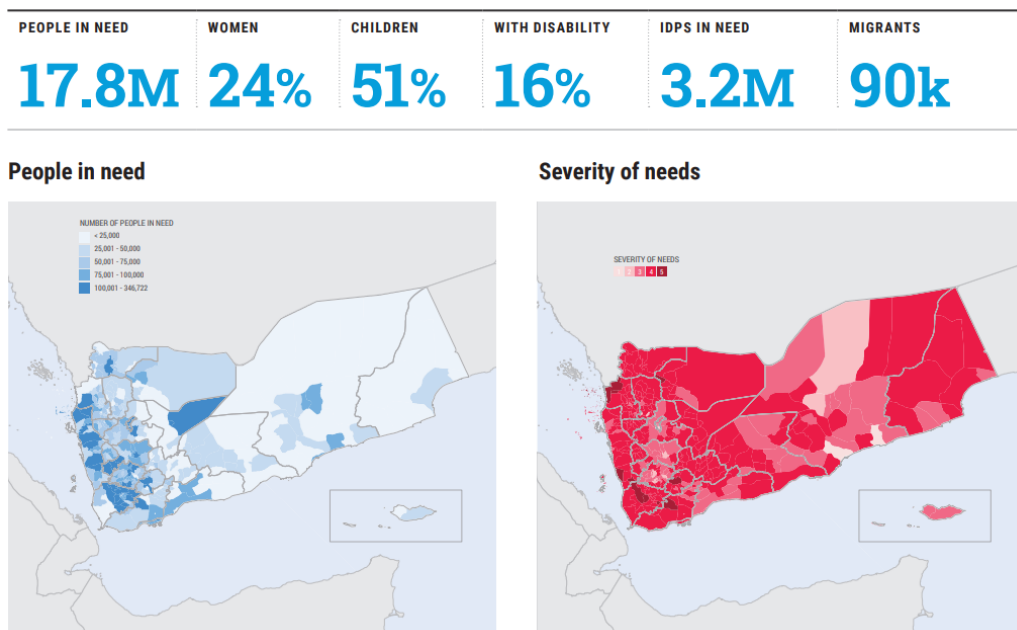 PEOPLE IN NEED
WOMEN
CHILDREN
WITH DISABILITY
IDPS IN NEED
MIGRANTS
17.8M
24%
51%
16%
3.2M
90k
People in need
Severity of needs
NUMBER OF PEOPLE IN NEED
< 25,000
25,001 - 50,000
50,001 - 75,000
75,001 - 100,000
100,001 - 346,722
SEVERITY OF NEEDS
1 2 3 4 5